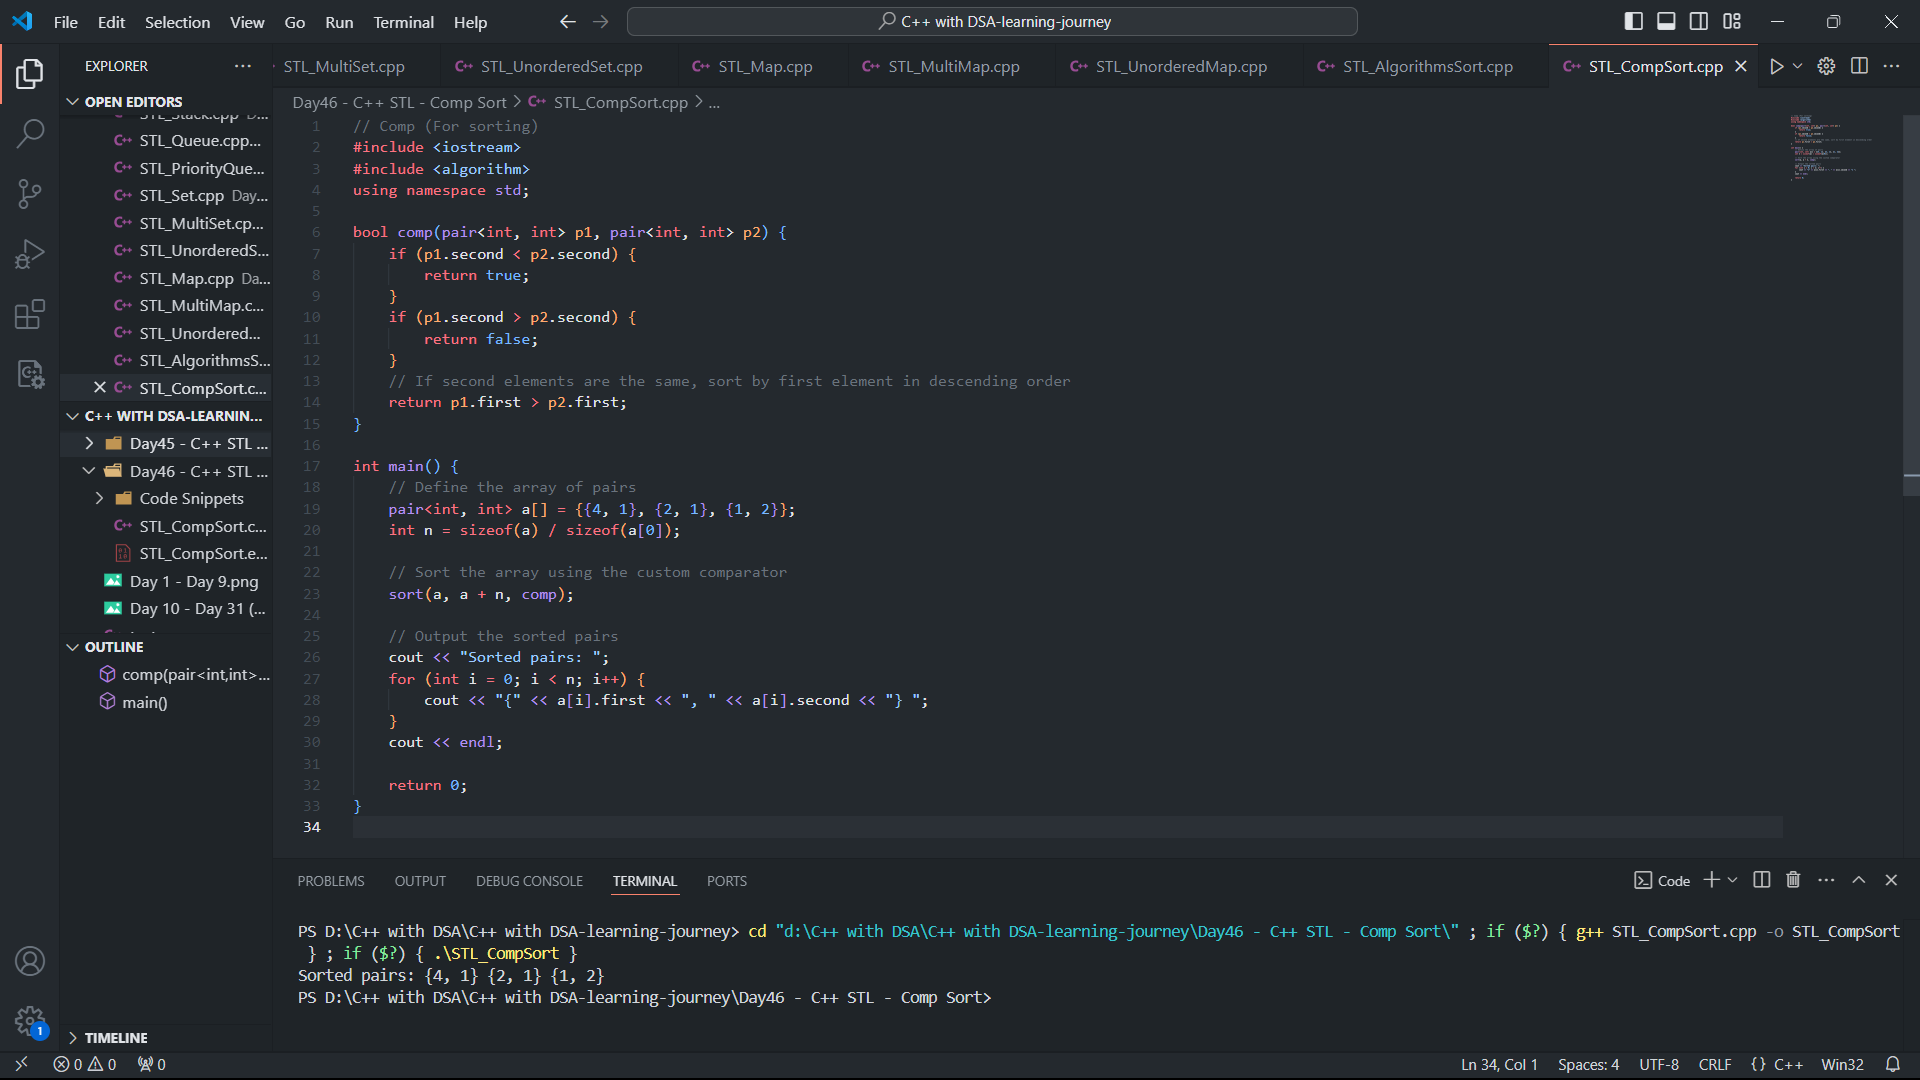 File Edit Selection View Go Run Terminal Help
C++ with DSA-learning-journey
EXPLORER
OPEN EDITORS
STL_Stack.cpp D...
STL_Queue.cpp...
STL_PriorityQue...
STL_Set.cpp Day...
STL_MultiSet.cp...
STL_UnorderedS...
STL_Map.cpp Da...
STL_MultiMap.c...
STL_Unordered...
STL_AlgorithmsS...
STL_CompSort.c...
C++ WITH DSA-LEARNIN...
Day45 - C++ STL ...
Day46 - C++ STL ...
Code Snippets
STL_CompSort.c...
STL_CompSort.e...
Day 1 - Day 9.png
Day 10 - Day 31 (...
OUTLINE
comp(pair<int,int>...
main()
TIMELINE
STL_MultiSet.cpp STL_UnorderedSet.cpp STL_Map.cpp STL_MultiMap.cpp STL_UnorderedMap.cpp STL_AlgorithmsSort.cpp STL_CompSort.cpp
Day46 - C++ STL - Comp Sort > STL_CompSort.cpp > ...
1 // Comp (For sorting)
2 #include <iostream>
3 #include <algorithm>
4 using namespace std;
5
6 bool comp(pair<int, int> p1, pair<int, int> p2) {
7 if (p1.second < p2.second) {
8 return true;
9 }
10 if (p1.second > p2.second) {
11 return false;
12 }
13 // If second elements are the same, sort by first element in descending order
14 return p1.first > p2.first;
15 }
16
17 int main() {
18 // Define the array of pairs
19 pair<int, int> a[] = {{4, 1}, {2, 1}, {1, 2}};
20 int n = sizeof(a) / sizeof(a[0]);
21
22 // Sort the array using the custom comparator
23 sort(a, a + n, comp);
24
25 // Output the sorted pairs
26 cout << "Sorted pairs: ";
27 for (int i = 0; i < n; i++) {
28 cout << "{" << a[i].first << ", " << a[i].second << "} ";
29 }
30 cout << endl;
31
32 return 0;
33 }
34
PROBLEMS OUTPUT DEBUG CONSOLE TERMINAL PORTS
Code
PS D:\C++ with DSA\C++ with DSA-learning-journey> cd "d:\C++ with DSA\C++ with DSA-learning-journey\Day46 - C++ STL - Comp Sort\" ; if ($?) { g++ STL_CompSort.cpp -o STL_CompSort
} ; if ($?) { .\STL_CompSort }
Sorted pairs: {4, 1} {2, 1} {1, 2}
PS D:\C++ with DSA\C++ with DSA-learning-journey\Day46 - C++ STL - Comp Sort>
1
0 0 0
Ln 34, Col 1 Spaces: 4 UTF-8 CRLF {} C++ Win32